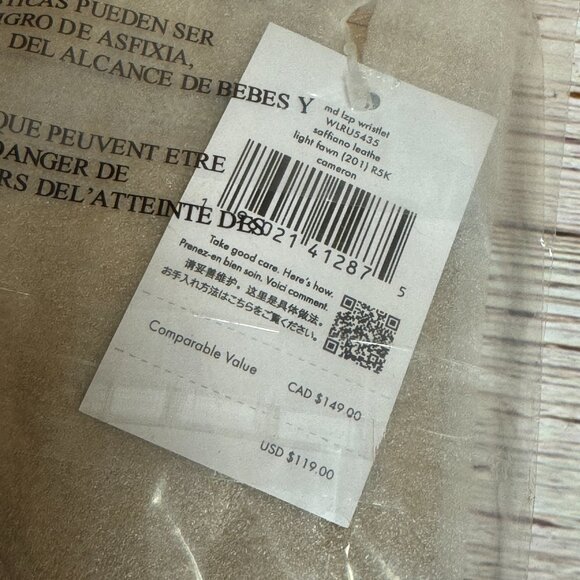 TICAS PUEDEN SER
IGRO DE ASFIXIA,
DEL ALCANCE DE BEBES Y
QUE PEUVENT ETRE
DANGER DE
RS DEL'ATTEINTE DES
md lzp wristlet
WLRU5435
saffiano leathe
light fawn (201) R5K
cameron
41287 5
Take good care. Here's how.
Prenez-en bien soin. Voici comment.
请妥善维护。这里是具体做法。
お手入れ方法はこちらをご覧ください。
Comparable Value
CAD $149.00
USD $119.00